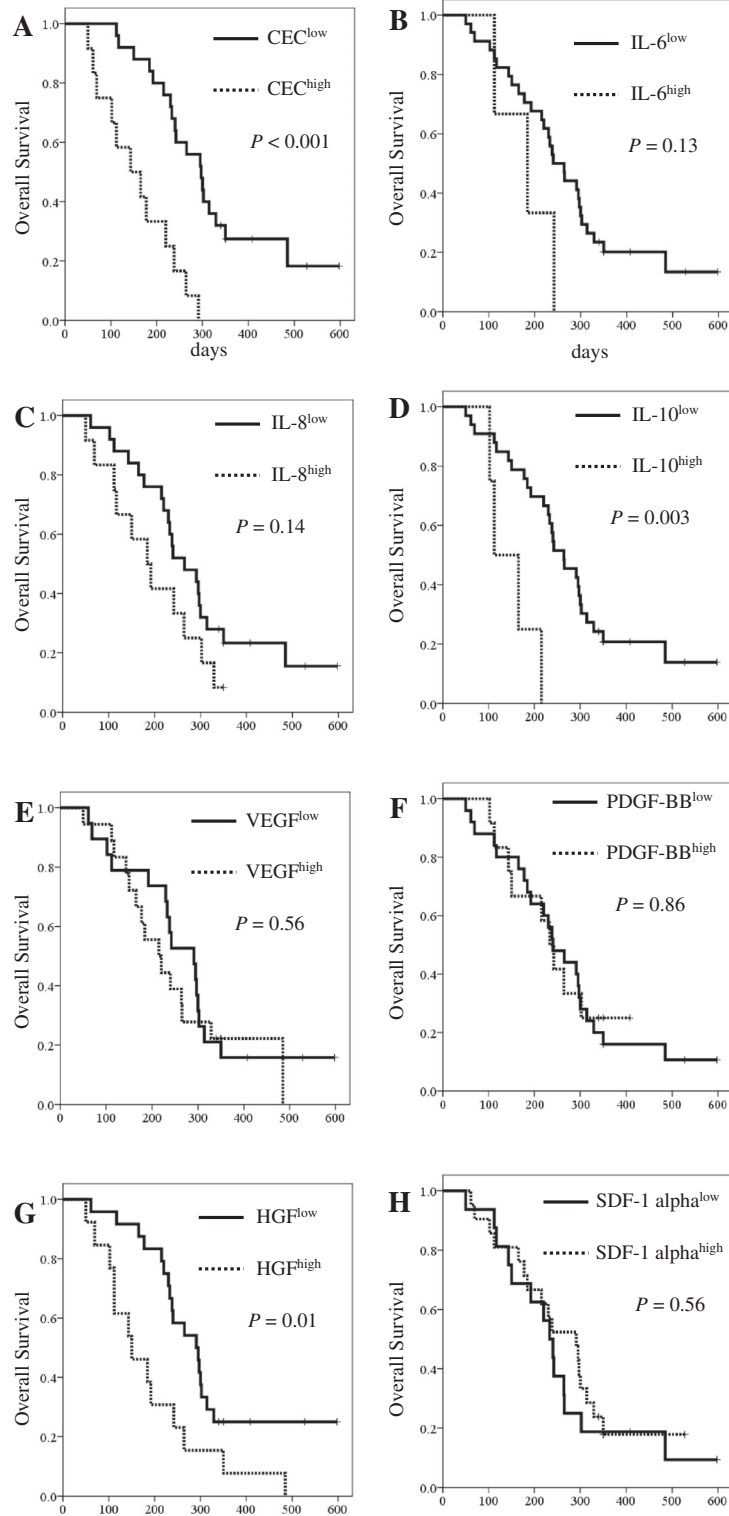 A
CEC^low
CEC^high
P < 0.001
Overall Survival
1.0
0.8
0.6
0.4
0.2
0.0
0 100 200 300 400 500 600
days
B
IL-6^low
IL-6^high
P = 0.13
Overall Survival
1.0
0.8
0.6
0.4
0.2
0.0
0 100 200 300 400 500 600
days
C
IL-8^low
IL-8^high
P = 0.14
Overall Survival
1.0
0.8
0.6
0.4
0.2
0.0
0 100 200 300 400 500 600
D
IL-10^low
IL-10^high
P = 0.003
Overall Survival
1.0
0.8
0.6
0.4
0.2
0.0
0 100 200 300 400 500 600
E
VEGF^low
VEGF^high
P = 0.56
Overall Survival
1.0
0.8
0.6
0.4
0.2
0.0
0 100 200 300 400 500 600
F
PDGF-BB^low
PDGF-BB^high
P = 0.86
Overall Survival
1.0
0.8
0.6
0.4
0.2
0.0
0 100 200 300 400 500 600
G
HGF^low
HGF^high
P = 0.01
Overall Survival
1.0
0.8
0.6
0.4
0.2
0.0
0 100 200 300 400 500 600
H
SDF-1 alpha^low
SDF-1 alpha^high
P = 0.56
Overall Survival
1.0
0.8
0.6
0.4
0.2
0.0
0 100 200 300 400 500 600